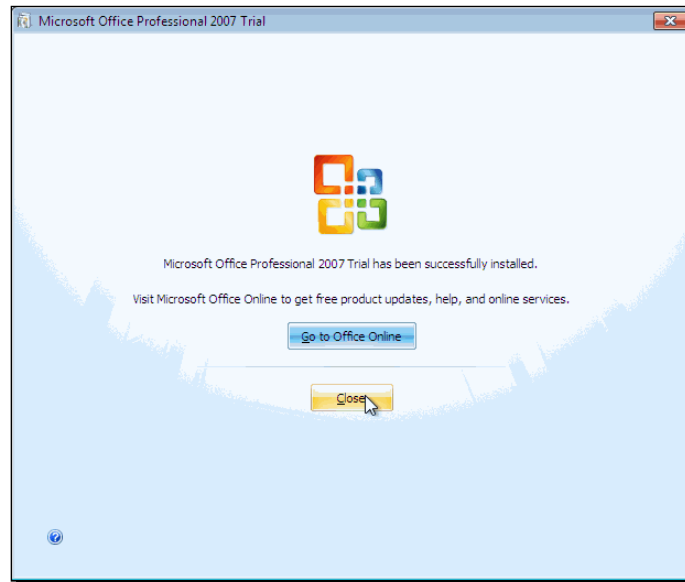 Microsoft Office Professional 2007 Trial
Microsoft Office Professional 2007 Trial has been successfully installed.
Visit Microsoft Office Online to get free product updates, help, and online services.
Go to Office Online
Close